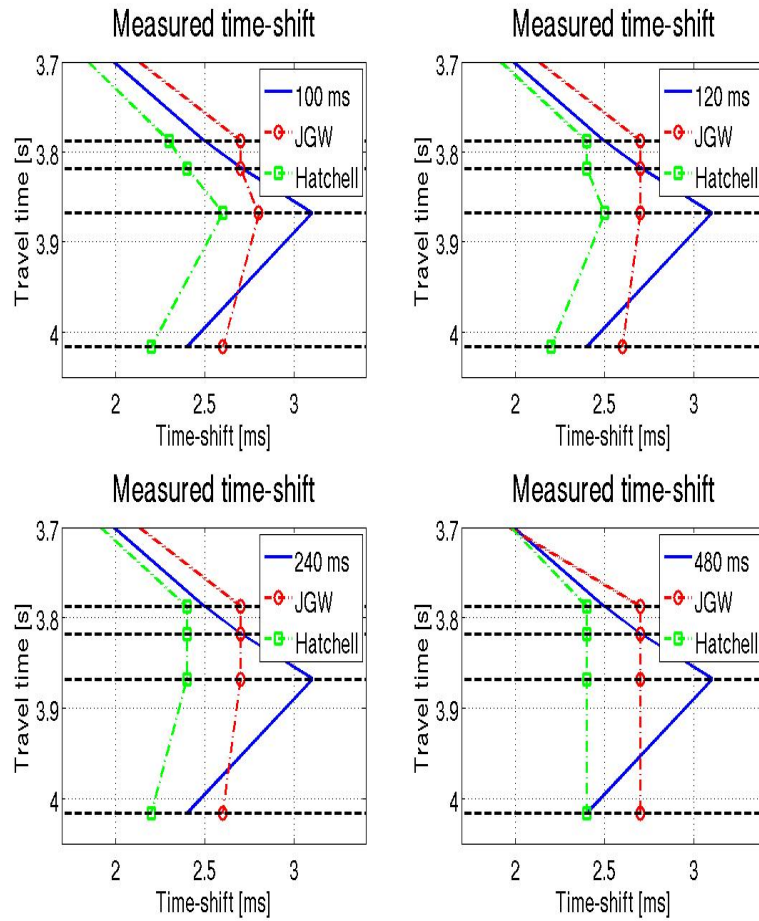 Measured time-shift
3.7
3.8
3.9
4
Travel time [s]
100 ms
JGW
Hatchell
2
2.5
3
Time-shift [ms]
Measured time-shift
3.7
3.8
3.9
4
Travel time [s]
120 ms
JGW
Hatchell
2
2.5
3
Time-shift [ms]
Measured time-shift
3.7
3.8
3.9
4
Travel time [s]
240 ms
JGW
Hatchell
2
2.5
3
Time-shift [ms]
Measured time-shift
3.7
3.8
3.9
4
Travel time [s]
480 ms
JGW
Hatchell
2
2.5
3
Time-shift [ms]